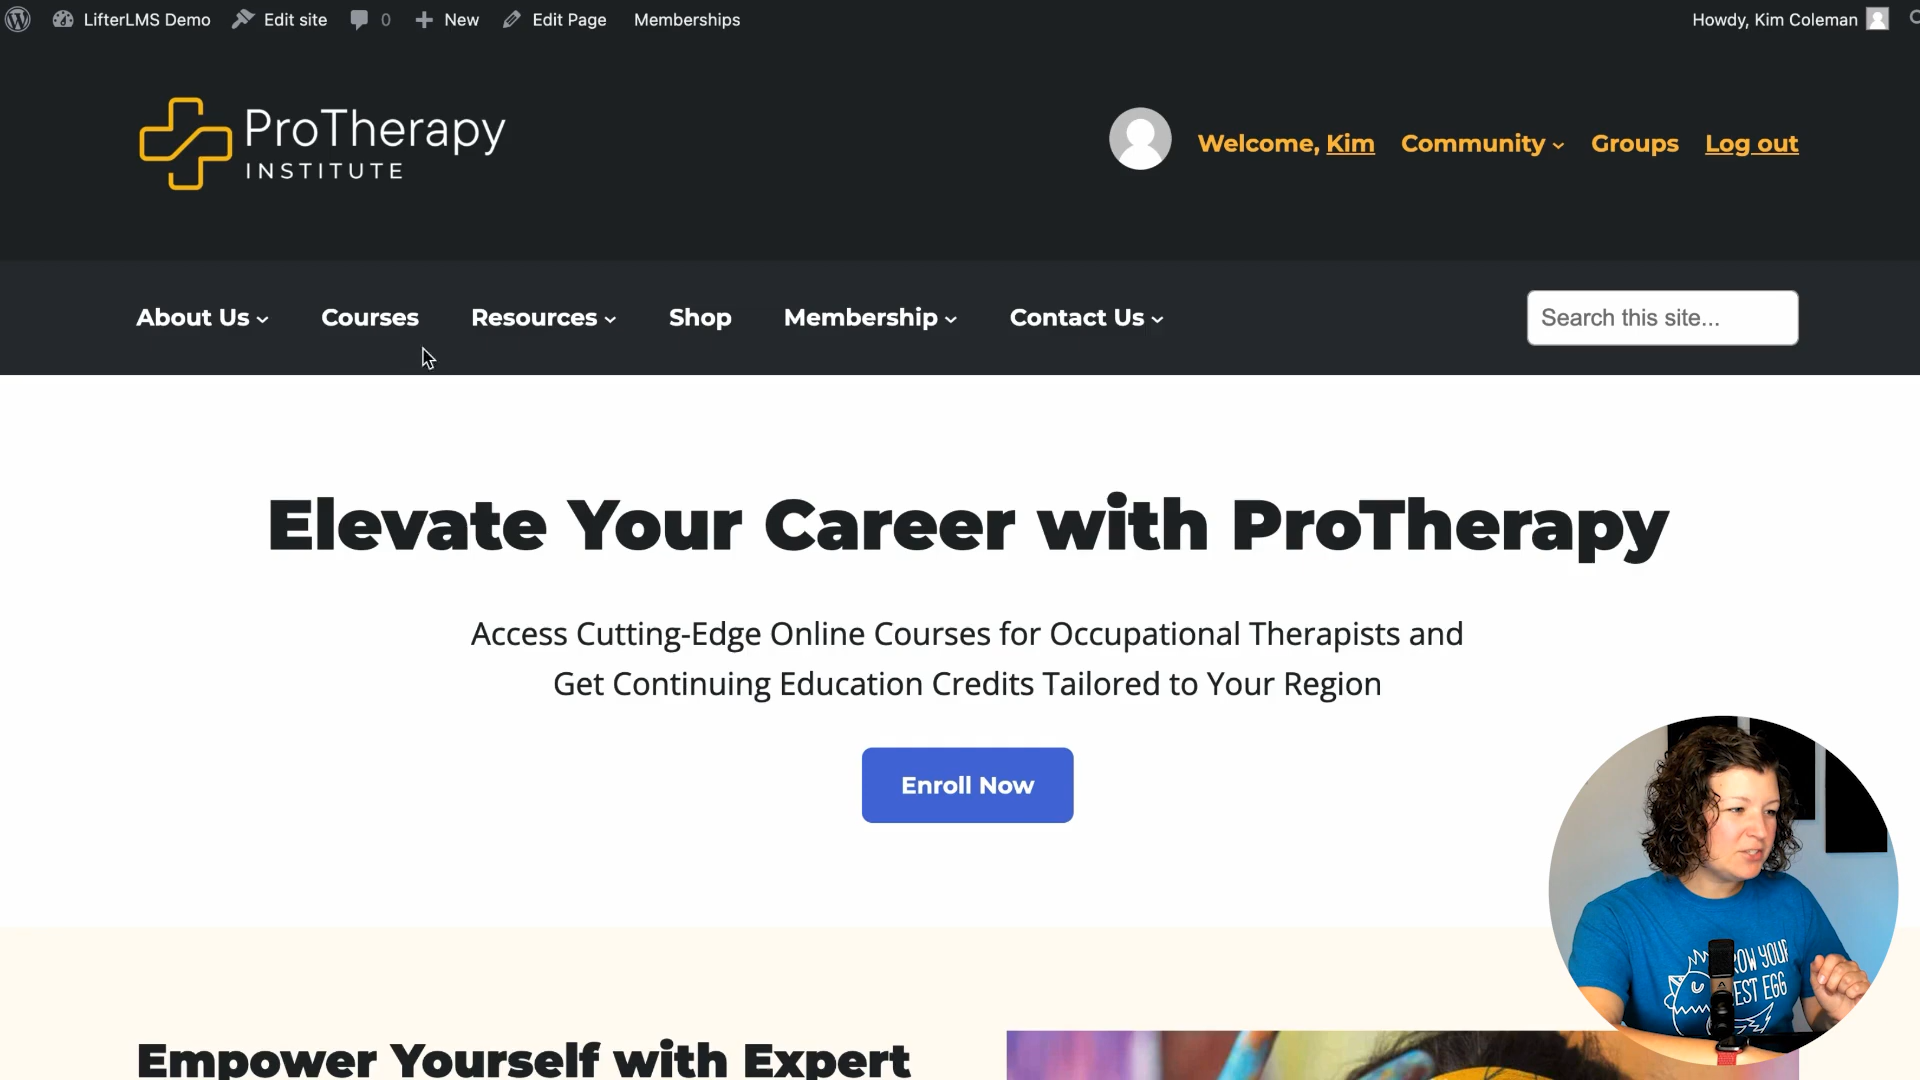 LifterLMS Demo Edit site 0 New Edit Page Memberships Howdy, Kim Coleman
ProTherapy
INSTITUTE
Welcome, Kim Community Groups Log out
About Us Courses Resources Shop Membership Contact Us Search this site...
Elevate Your Career with ProTherapy
Access Cutting-Edge Online Courses for Occupational Therapists and
Get Continuing Education Credits Tailored to Your Region
Enroll Now
Empower Yourself with Expert